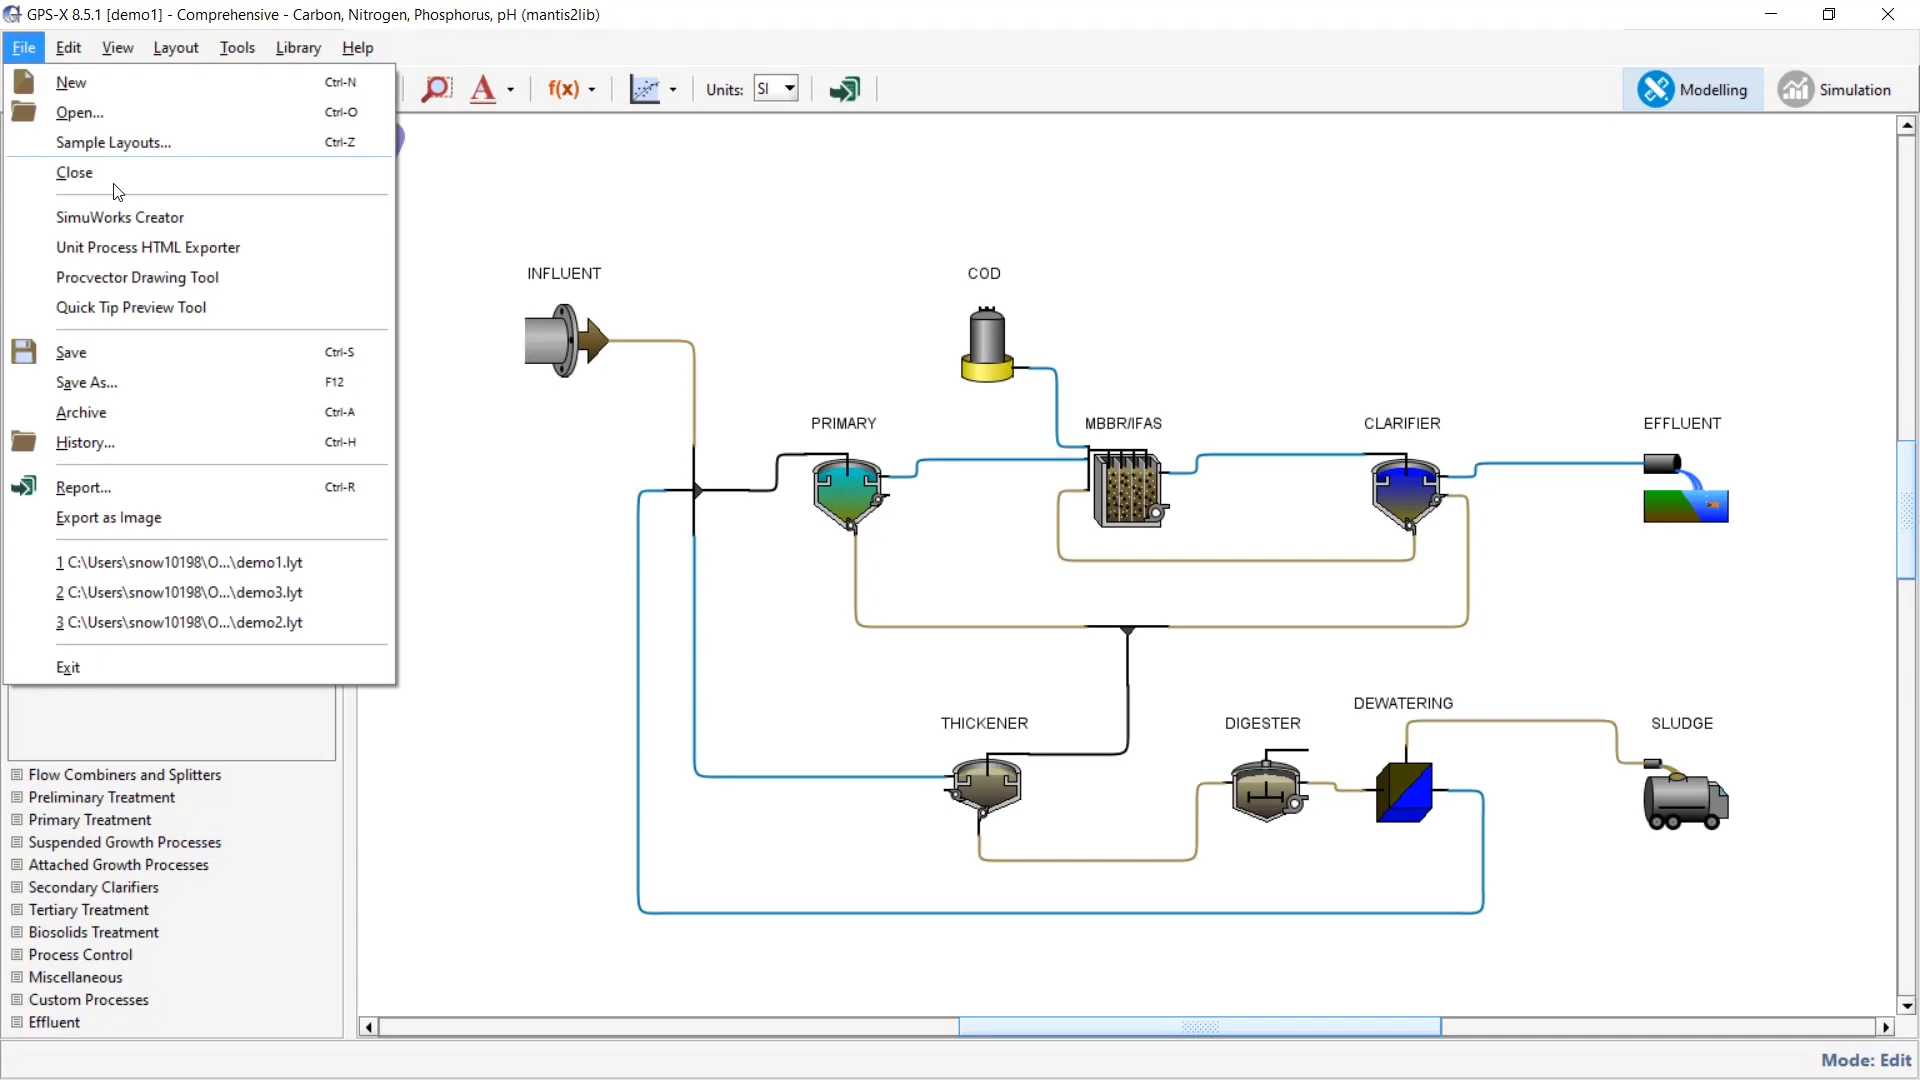 GPS-X 8.5.1 [demo1] - Comprehensive - Carbon, Nitrogen, Phosphorus, pH (mantis2lib)
File Edit View Layout Tools Library Help
New Ctrl-N
Open... Ctrl-O
Sample Layouts... Ctrl-Z
Close
SimuWorks Creator
Unit Process HTML Exporter
Procvector Drawing Tool
Quick Tip Preview Tool
Save Ctrl-S
Save As... F12
Archive Ctrl-A
History... Ctrl-H
Report... Ctrl-R
Export as Image
1 C:\Users\snow10198\O...\demo1.lyt
2 C:\Users\snow10198\O...\demo3.lyt
3 C:\Users\snow10198\O...\demo2.lyt
Exit
A f(x) Units: SI Modelling Simulation
INFLUENT
COD
PRIMARY
MBBR/IFAS
CLARIFIER
EFFLUENT
THICKENER
DIGESTER
DEWATERING
SLUDGE
Flow Combiners and Splitters
Preliminary Treatment
Primary Treatment
Suspended Growth Processes
Attached Growth Processes
Secondary Clarifiers
Tertiary Treatment
Biosolids Treatment
Process Control
Miscellaneous
Custom Processes
Effluent
Mode: Edit